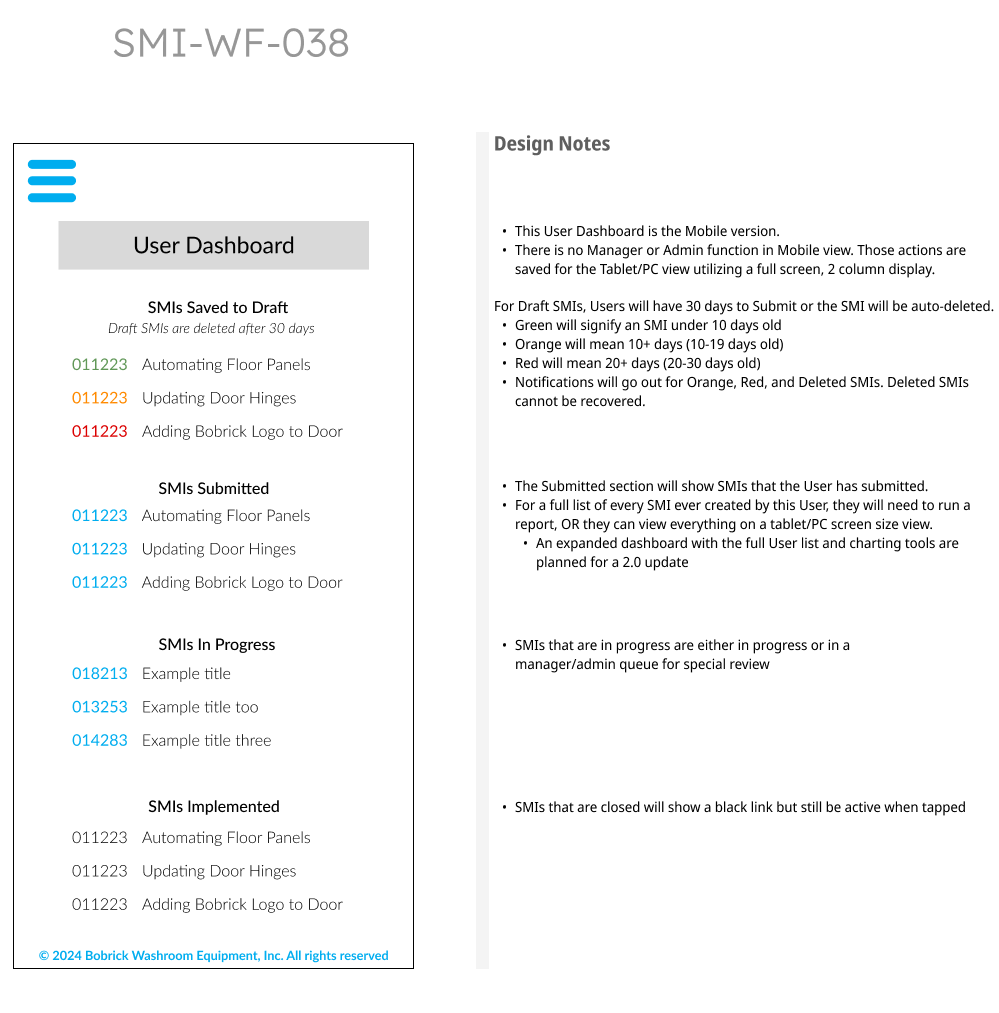 SMI-WF-038
User Dashboard
SMIs Saved to Draft
Draft SMIs are deleted after 30 days
011223 Automating Floor Panels
011223 Updating Door Hinges
011223 Adding Bobrick Logo to Door
SMIs Submitted
011223 Automating Floor Panels
011223 Updating Door Hinges
011223 Adding Bobrick Logo to Door
SMIs In Progress
018213 Example title
013253 Example title too
014283 Example title three
SMIs Implemented
011223 Automating Floor Panels
011223 Updating Door Hinges
011223 Adding Bobrick Logo to Door
© 2024 Bobrick Washroom Equipment, Inc. All rights reserved
Design Notes
• This User Dashboard is the Mobile version.
• There is no Manager or Admin function in Mobile view. Those actions are
saved for the Tablet/PC view utilizing a full screen, 2 column display.
For Draft SMIs, Users will have 30 days to Submit or the SMI will be auto-deleted.
• Green will signify an SMI under 10 days old
• Orange will mean 10+ days (10-19 days old)
• Red will mean 20+ days (20-30 days old)
• Notifications will go out for Orange, Red, and Deleted SMIs. Deleted SMIs
cannot be recovered.
• The Submitted section will show SMIs that the User has submitted.
• For a full list of every SMI ever created by this User, they will need to run a
report, OR they can view everything on a tablet/PC screen size view.
• An expanded dashboard with the full User list and charting tools are
planned for a 2.0 update
• SMIs that are in progress are either in progress or in a
manager/admin queue for special review
• SMIs that are closed will show a black link but still be active when tapped